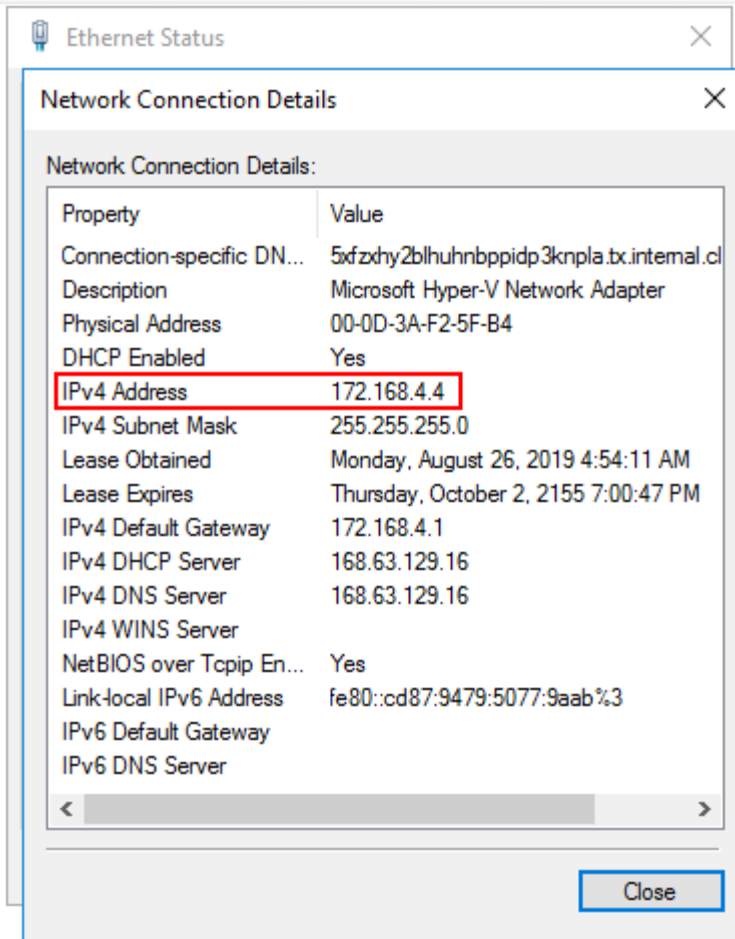 Ethernet Status
Network Connection Details
Network Connection Details:
Property Value
Connection-specific DN... 5xfzxhy2blhuhnbppidp3knpla.tx.internal.cl
Description Microsoft Hyper-V Network Adapter
Physical Address 00-0D-3A-F2-5F-B4
DHCP Enabled Yes
IPv4 Address 172.168.4.4
IPv4 Subnet Mask 255.255.255.0
Lease Obtained Monday, August 26, 2019 4:54:11 AM
Lease Expires Thursday, October 2, 2155 7:00:47 PM
IPv4 Default Gateway 172.168.4.1
IPv4 DHCP Server 168.63.129.16
IPv4 DNS Server 168.63.129.16
IPv4 WINS Server
NetBIOS over Tcpip En... Yes
Link-local IPv6 Address fe80::cd87:9479:5077:9aab%3
IPv6 Default Gateway
IPv6 DNS Server
Close